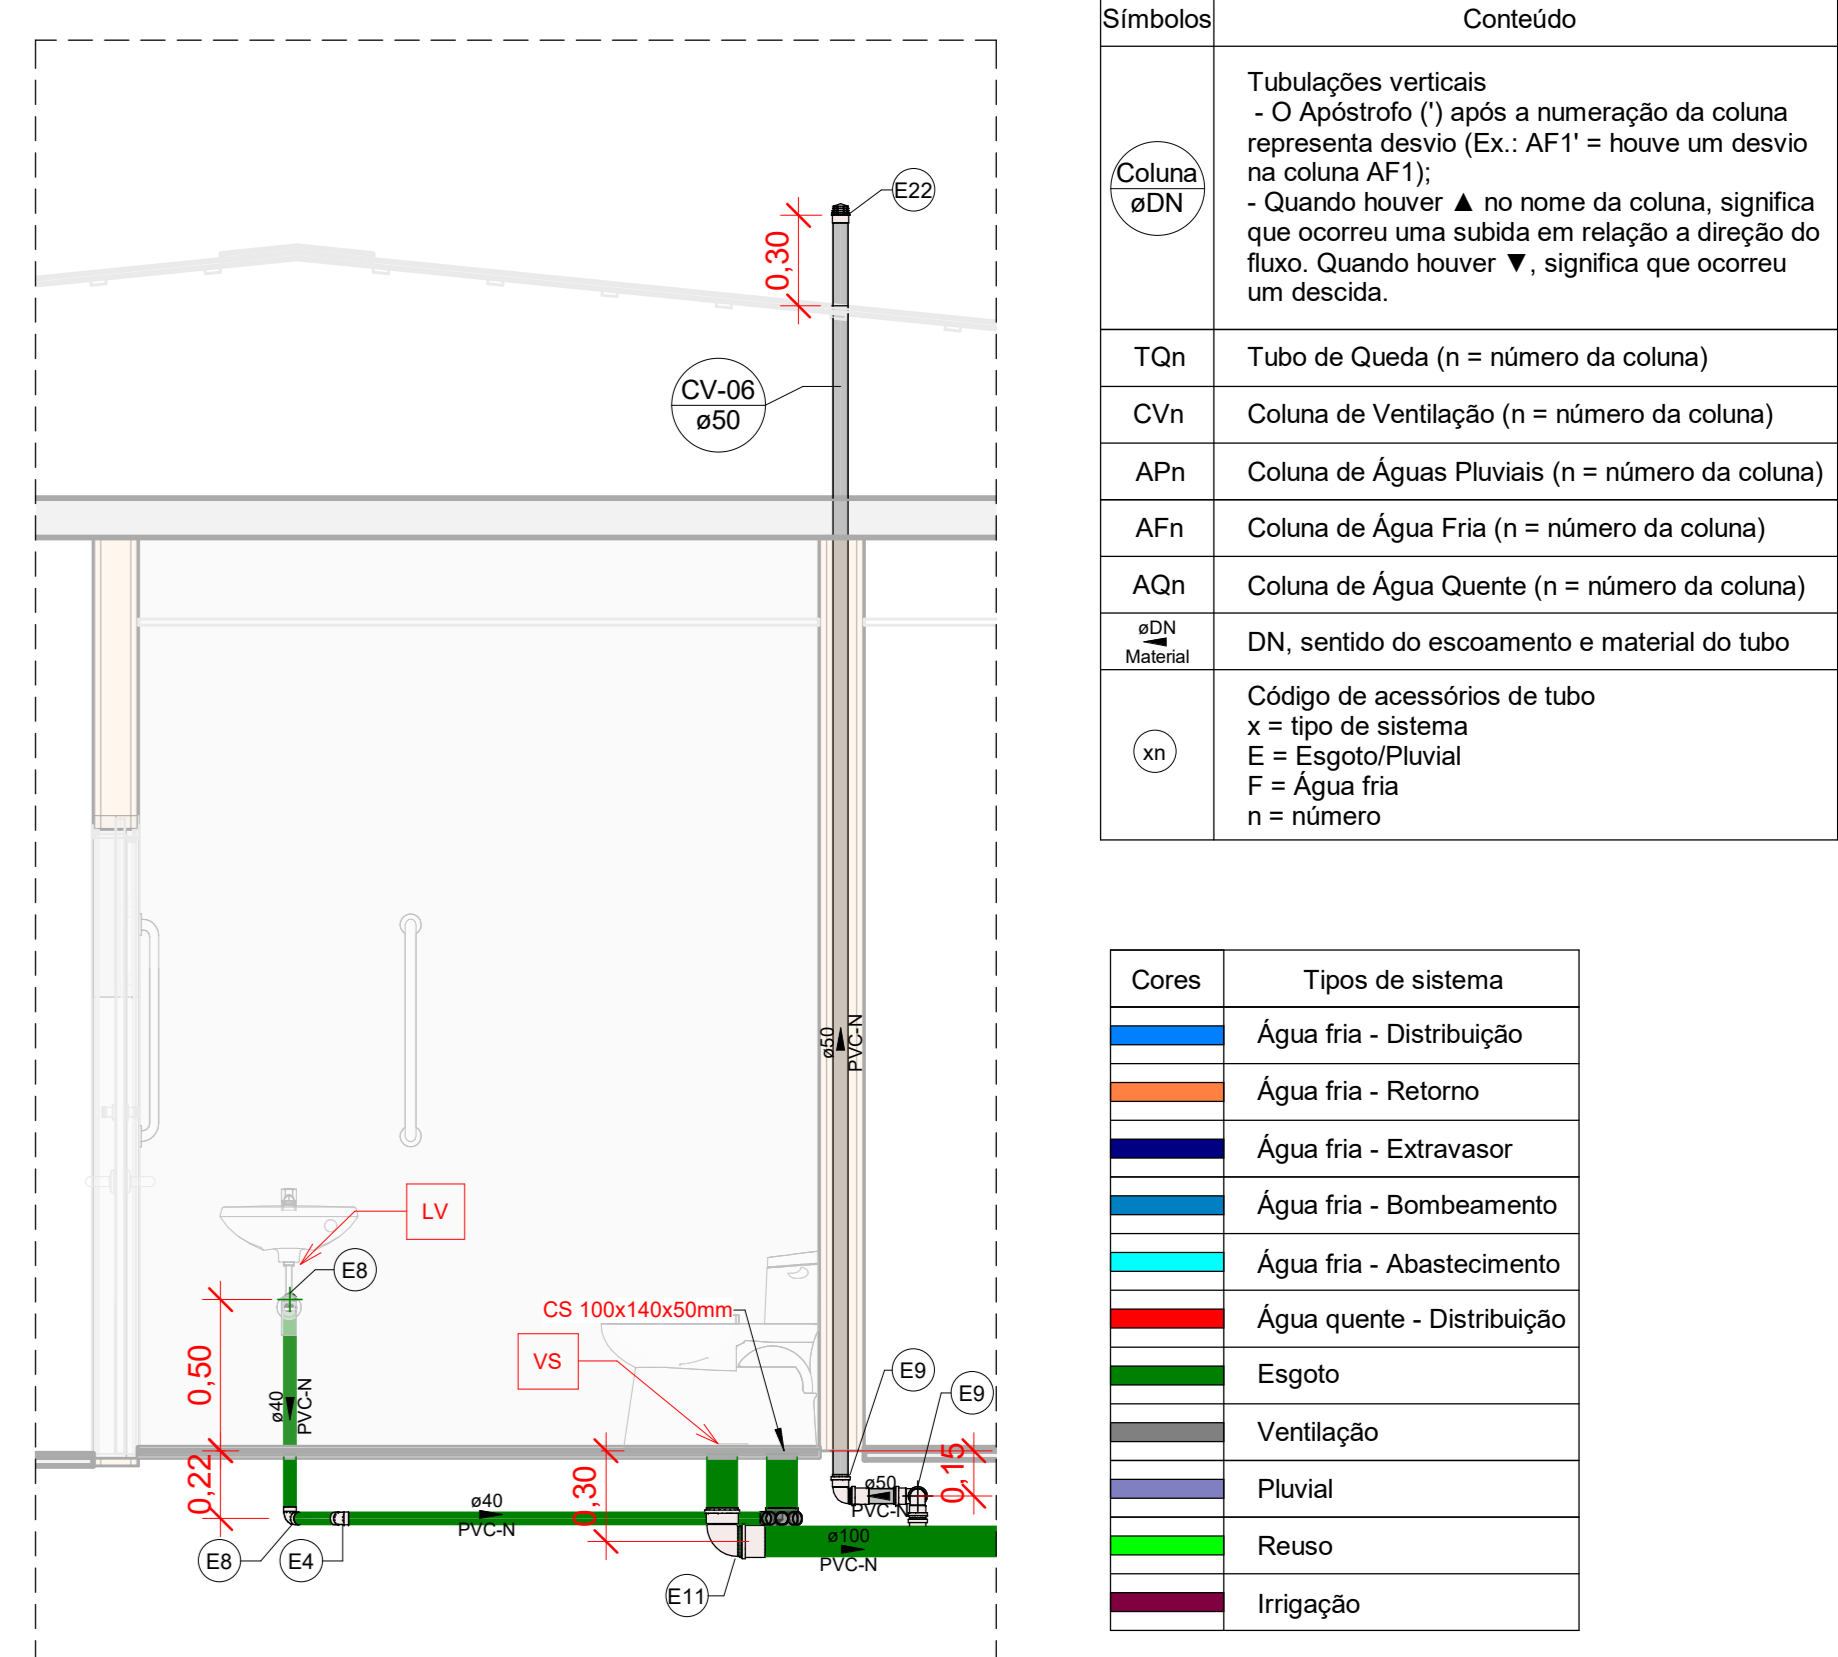 E22
0,30
CV-06
ø50
ø50
PVC-N
LV
E8
CS 100x140x50mm
VS
0,50
ø40
PVC-N
E9
E9
0,22
0,30
0,15
ø40
PVC-N
ø50
PVC-N
ø100
PVC-N
E8
E4
E11
Símbolos
Conteúdo
Coluna
øDN
Tubulações verticais
- O Apóstrofo (') após a numeração da coluna
representa desvio (Ex.: AF1' = houve um desvio
na coluna AF1);
- Quando houver ▲ no nome da coluna, significa
que ocorreu uma subida em relação a direção do
fluxo. Quando houver ▼, significa que ocorreu
um descida.
TQn
Tubo de Queda (n = número da coluna)
CVn
Coluna de Ventilação (n = número da coluna)
APn
Coluna de Águas Pluviais (n = número da coluna)
AFn
Coluna de Água Fria (n = número da coluna)
AQn
Coluna de Água Quente (n = número da coluna)
øDN
Material
DN, sentido do escoamento e material do tubo
xn
Código de acessórios de tubo
x = tipo de sistema
E = Esgoto/Pluvial
F = Água fria
n = número
Cores
Tipos de sistema
Água fria - Distribuição
Água fria - Retorno
Água fria - Extravasor
Água fria - Bombeamento
Água fria - Abastecimento
Água quente - Distribuição
Esgoto
Ventilação
Pluvial
Reuso
Irrigação